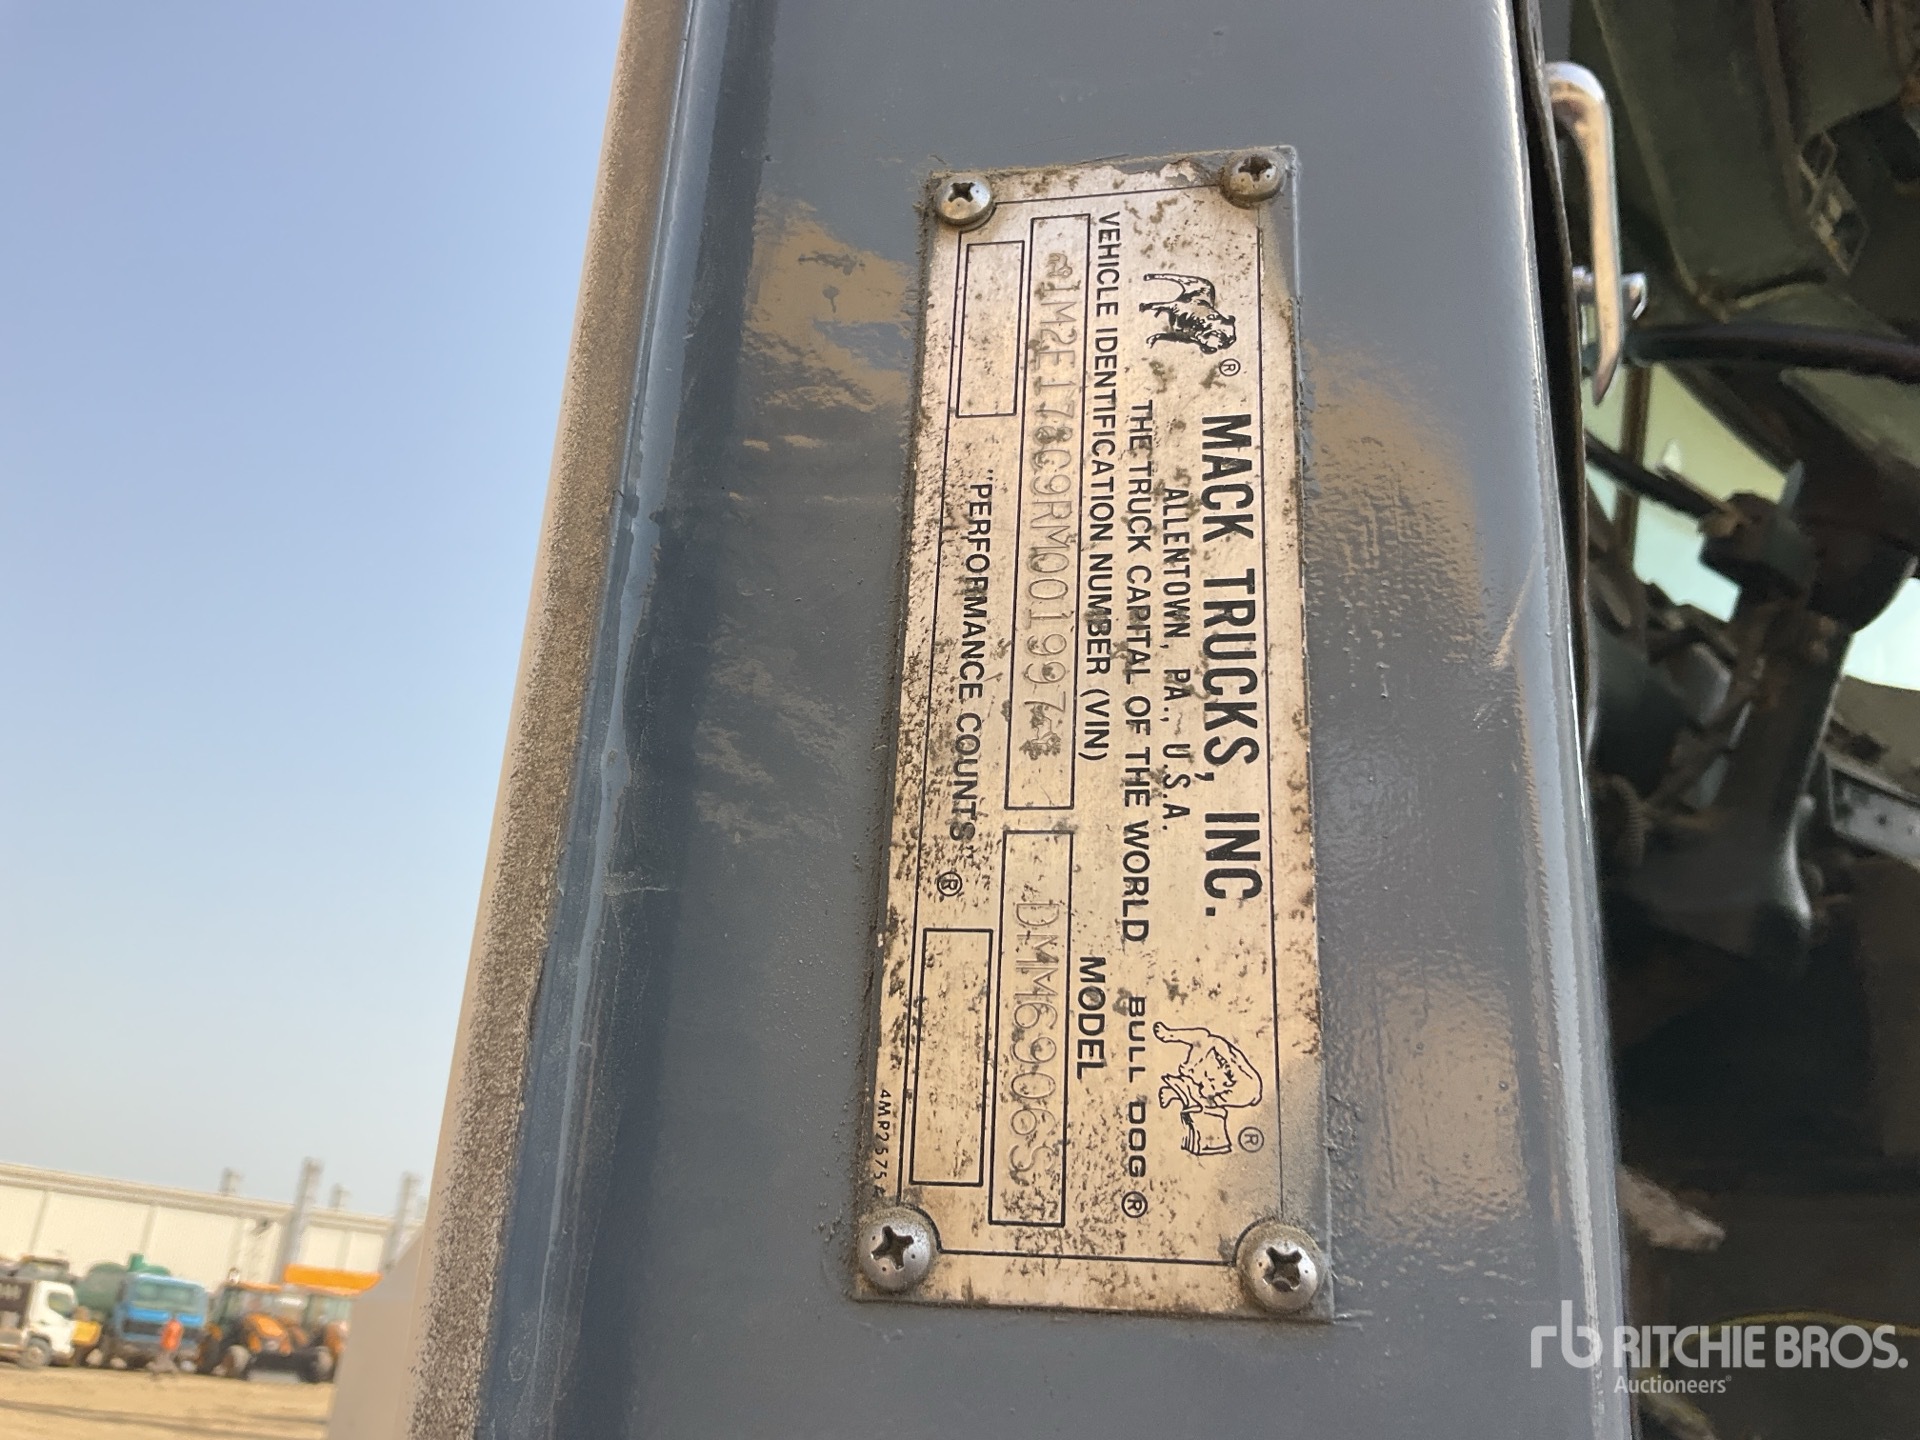 MACK TRUCKS, INC.
ALLENTOWN, PA., U.S.A.
THE TRUCK CAPITAL OF THE WORLD BULL DOG ®
VEHICLE IDENTIFICATION NUMBER (VIN) MODEL
1M2E178C9RM001997 DMM6906S
"PERFORMANCE COUNTS" ®
® ®
rb RITCHIE BROS.
Auctioneers